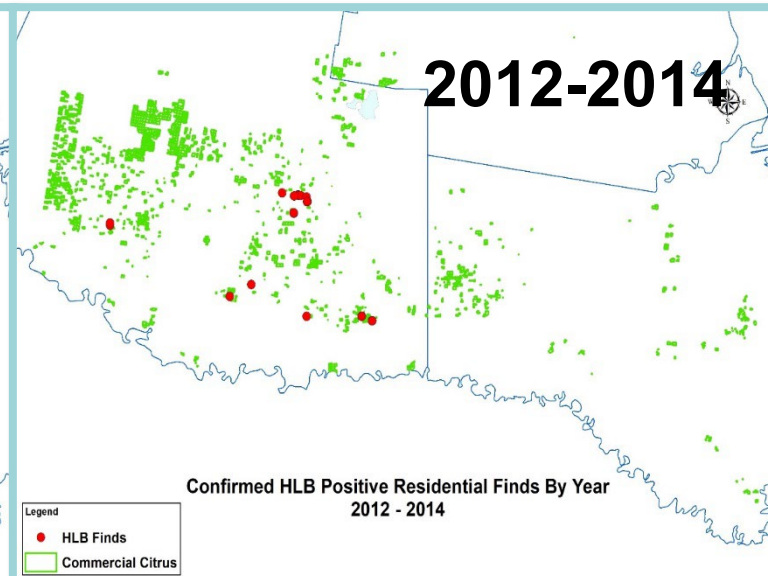 2012-2014
N
W E
S
Confirmed HLB Positive Residential Finds By Year
2012 - 2014
Legend
HLB Finds
Commercial Citrus